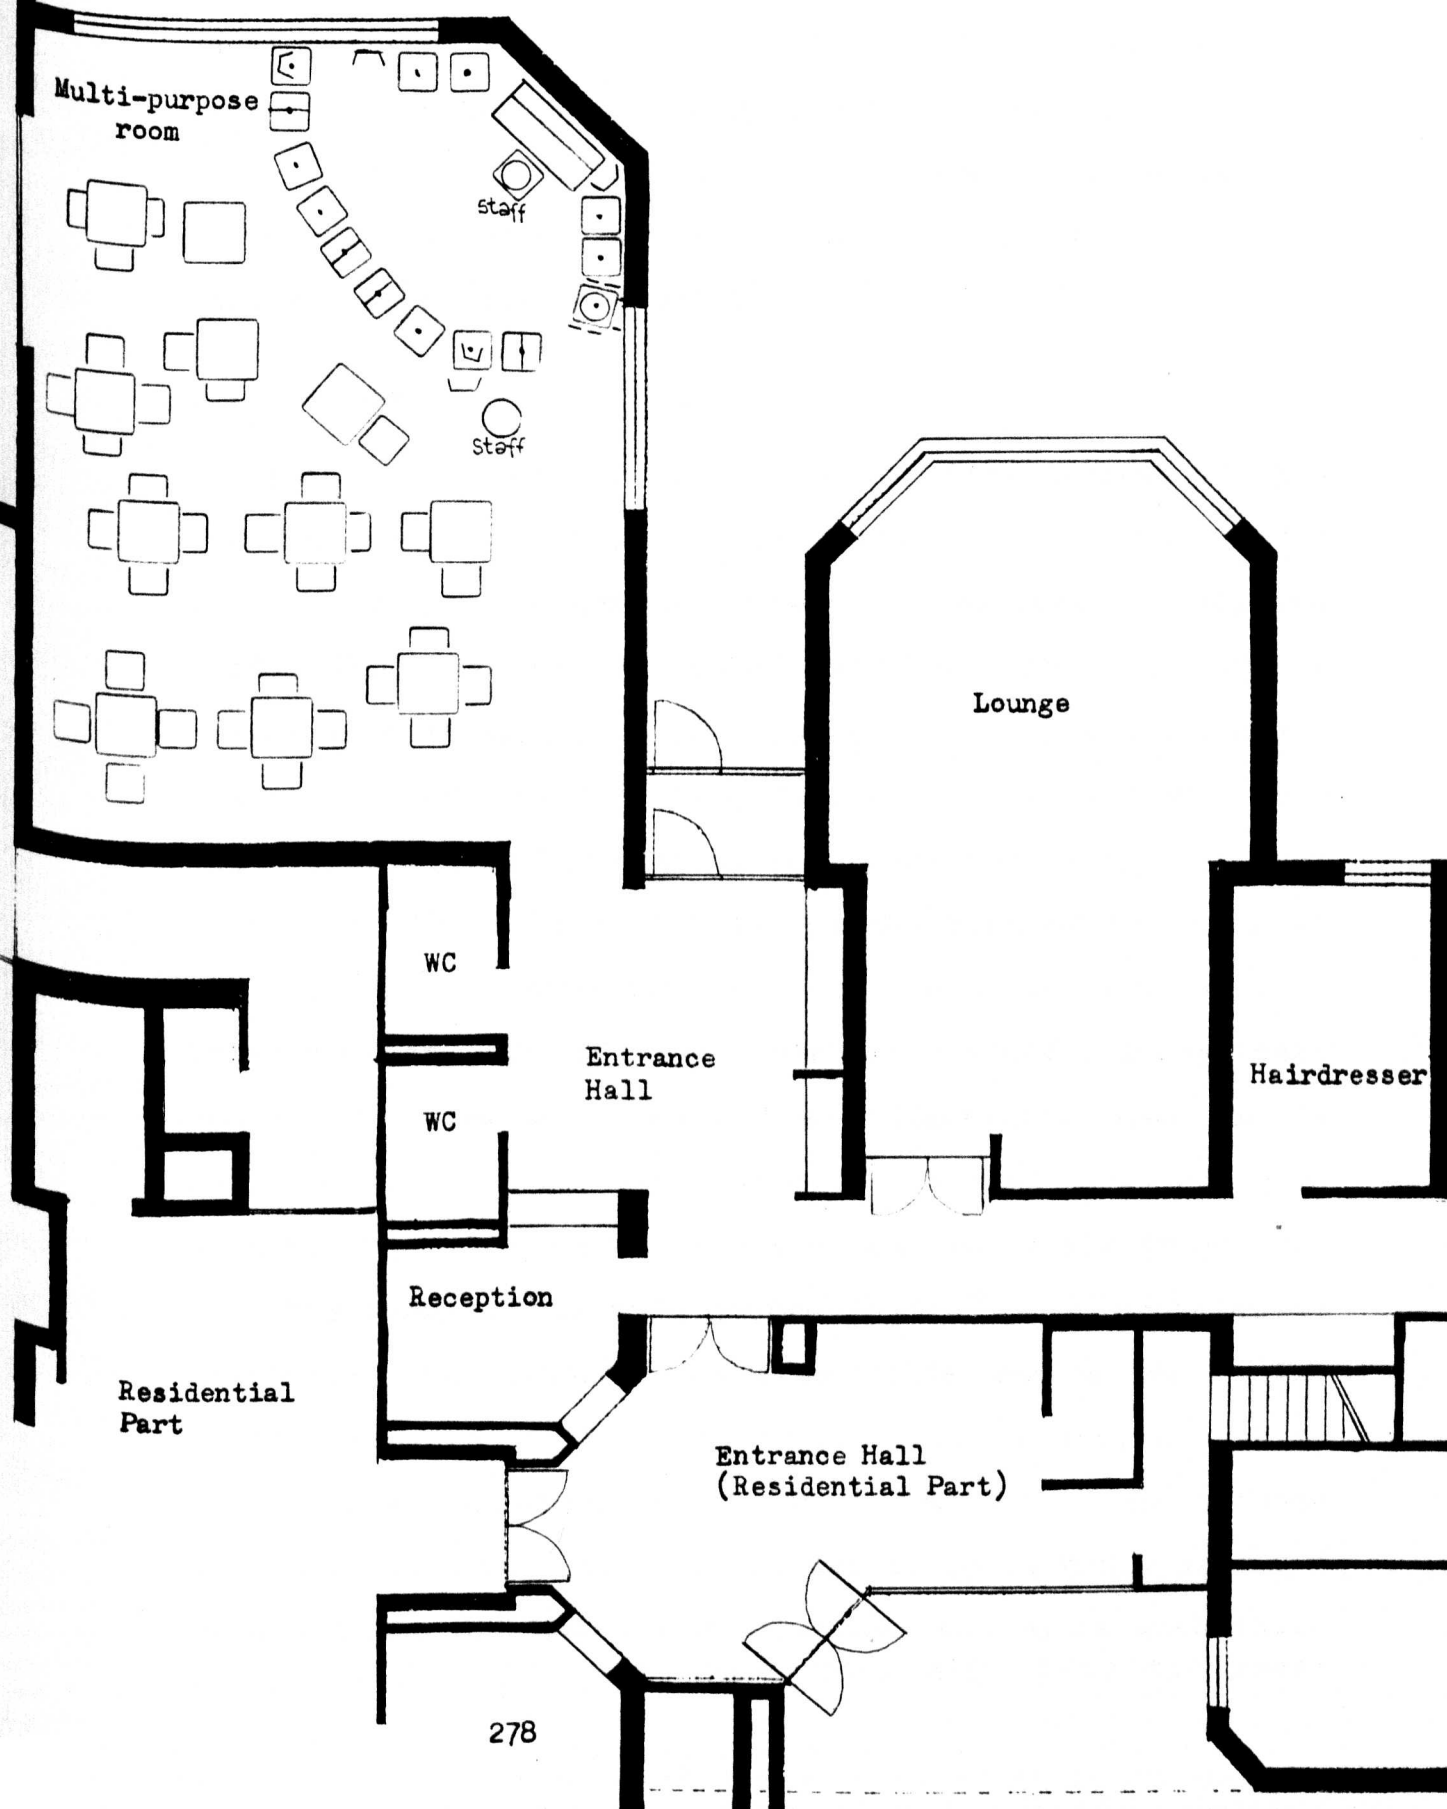 Multi-purpose
room
staff
staff
Lounge
WC
Entrance
Hall
Hairdresser
WC
Reception
Residential
Part
Entrance Hall
(Residential Part)
278